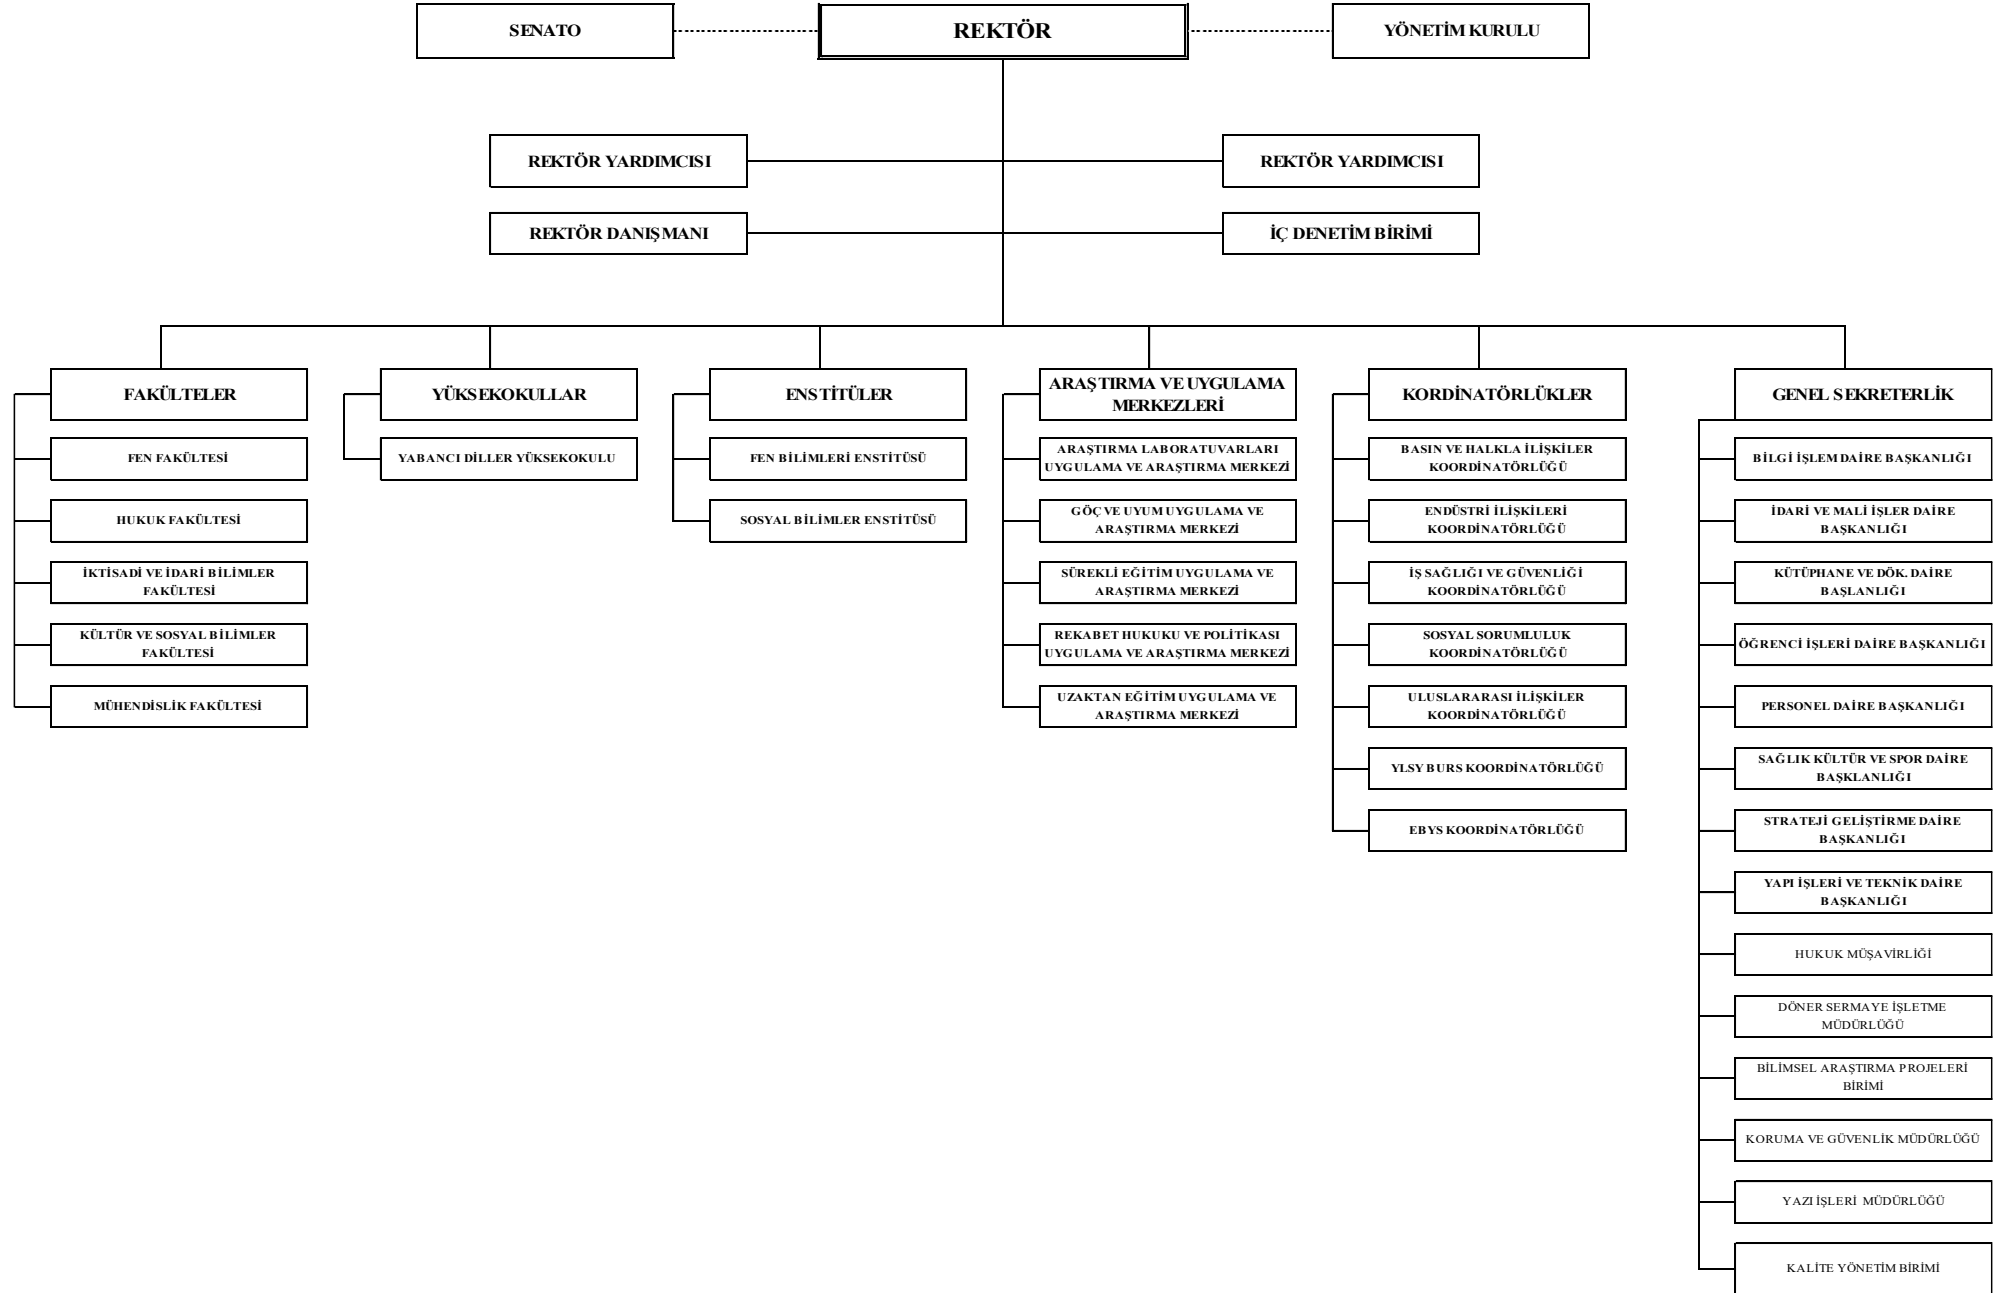 SENATO
REKTÖR
YÖNETİM KURULU
REKTÖR YARDIMCISI
REKTÖR YARDIMCISI
REKTÖR DANIŞMANI
İÇ DENETİM BİRİMİ
FAKÜLTELER
FEN FAKÜLTESİ
HUKUK FAKÜLTESİ
İKTİSADİ VE İDARİ BİLİMLER
FAKÜLTESİ
KÜLTÜR VE SOSYAL BİLİMLER
FAKÜLTESİ
MÜHENDİSLİK FAKÜLTESİ
YÜKSEKOKULLAR
YABANCI DİLLER YÜKSEKOKULU
ENSTİTÜLER
FEN BİLİMLERİ ENSTİTÜSÜ
SOSYAL BİLİMLER ENSTİTÜSÜ
ARAŞTIRMA VE UYGULAMA
MERKEZLERİ
ARAŞTIRMA LABORATUVARLARI
UYGULAMA VE ARAŞTIRMA MERKEZİ
GÖÇ VE UYUM UYGULAMA VE
ARAŞTIRMA MERKEZİ
SÜREKLİ EĞİTİM UYGULAMA VE
ARAŞTIRMA MERKEZİ
REKABET HUKUKU VE POLİTİKASI
UYGULAMA VE ARAŞTIRMA MERKEZİ
UZAKTAN EĞİTİM UYGULAMA VE
ARAŞTIRMA MERKEZİ
KORDİNATÖRLÜKLER
BASIN VE HALKLA İLİŞKİLER
KOORDİNATÖRLÜĞÜ
ENDÜSTRİ İLİŞKİLERİ
KOORDİNATÖRLÜĞÜ
İŞ SAĞLIĞI VE GÜVENLİĞİ
KOORDİNATÖRLÜĞÜ
SOSYAL SORUMLULUK
KOORDİNATÖRLÜĞÜ
ULUSLARARASI İLİŞKİLER
KOORDİNATÖRLÜĞÜ
YLSY BURS KOORDİNATÖRLÜĞÜ
EBYS KOORDİNATÖRLÜĞÜ
GENEL SEKRETERLİK
BİLGİ İŞLEM DAİRE BAŞKANLIĞI
İDARİ VE MALİ İŞLER DAİRE
BAŞKANLIĞI
KÜTÜPHANE VE DÖK. DAİRE
BAŞLANLIĞI
ÖĞRENCİ İŞLERİ DAİRE BAŞKANLIĞI
PERSONEL DAİRE BAŞKANLIĞI
SAĞLIK KÜLTÜR VE SPOR DAİRE
BAŞKLANLIĞI
STRATEJİ GELİŞTİRME DAİRE
BAŞKANLIĞI
YAPI İŞLERİ VE TEKNİK DAİRE
BAŞKANLIĞI
HUKUK MÜŞAVİRLİĞİ
DÖNER SERMAYE İŞLETME
MÜDÜRLÜĞÜ
BİLİMSEL ARAŞTIRMA PROJELERİ
BİRİMİ
KORUMA VE GÜVENLİK MÜDÜRLÜĞÜ
YAZI İŞLERİ MÜDÜRLÜĞÜ
KALİTE YÖNETİM BİRİMİ